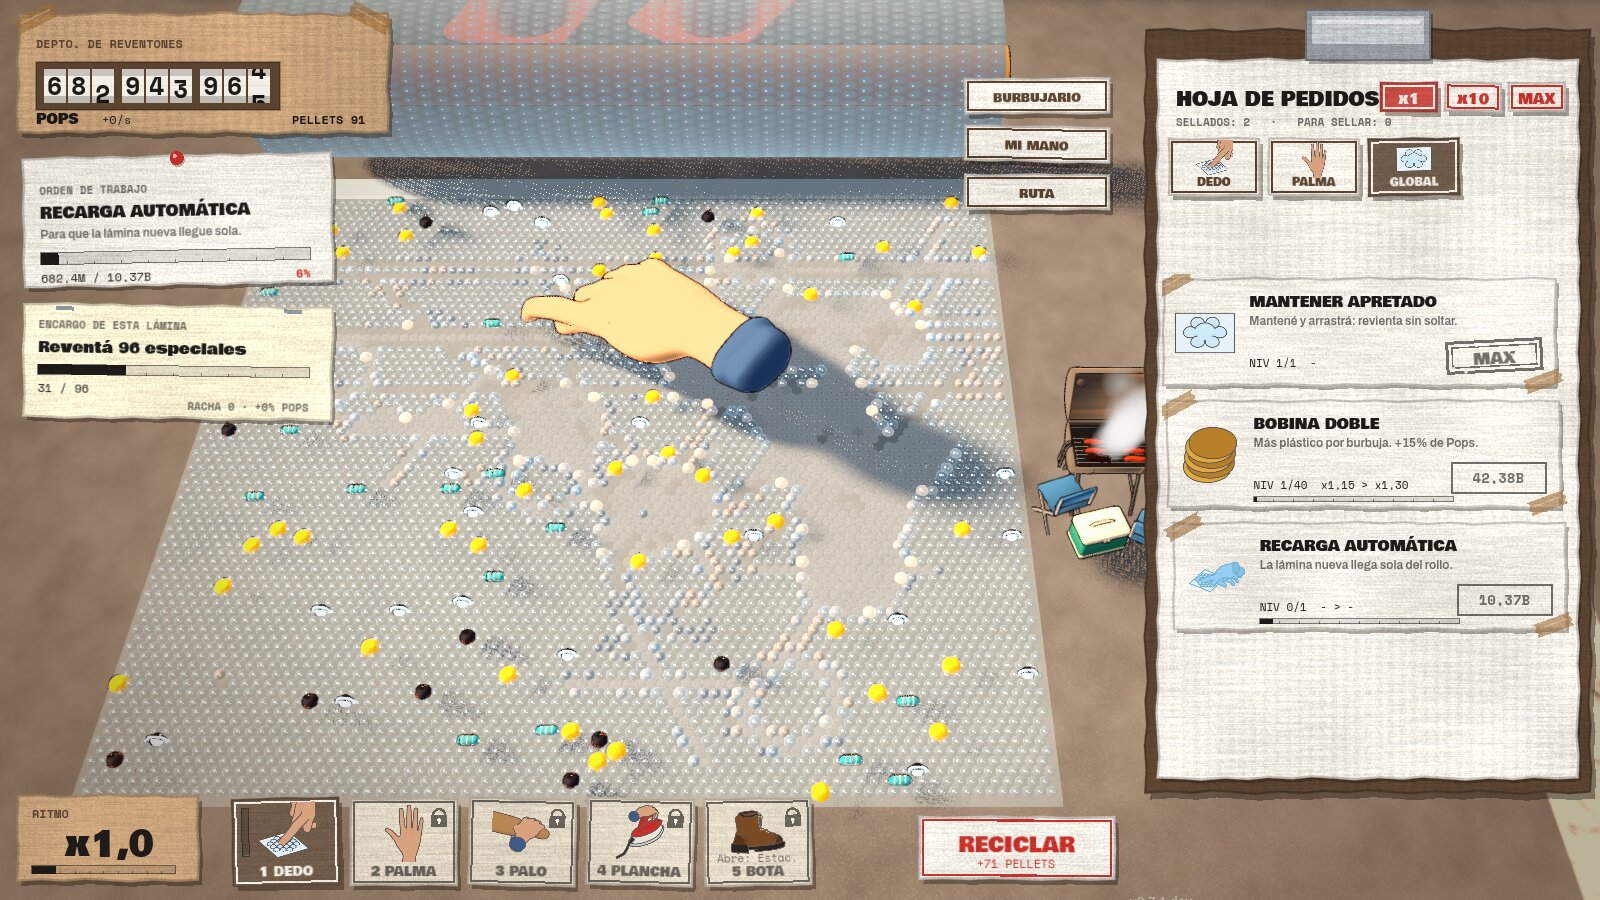 DEPTO. DE REVENTONES
682 943 96
POPS +0/s PELLETS 91
ORDEN DE TRABAJO
RECARGA AUTOMÁTICA
Para que la lámina nueva llegue sola.
682.4M / 10.37B 6%
ENCARGO DE ESTA LÁMINA
Reventá 96 especiales
31 / 96
RACHA 0 · +0% POPS
BURBUJARIO
MI MANO
RUTA
HOJA DE PEDIDOS x1 x10 MAX
SELLADOS: 2 · PARA SELLAR: 0
DEDO PALMA GLOBAL
MANTENER APRETADO
Mantené y arrastrá: revienta sin soltar.
NIV 1/1 -
MAX
BOBINA DOBLE
Más plástico por burbuja. +15% de Pops.
NIV 1/40 x1.15 > x1.30
42.38B
RECARGA AUTOMÁTICA
La lámina nueva llega sola del rollo.
NIV 0/1 - > -
10.37B
RITMO
x1,0
1 DEDO
2 PALMA
3 PALO
4 PLANCHA
Abre: Estac.
5 BOTA
RECICLAR
+71 PELLETS